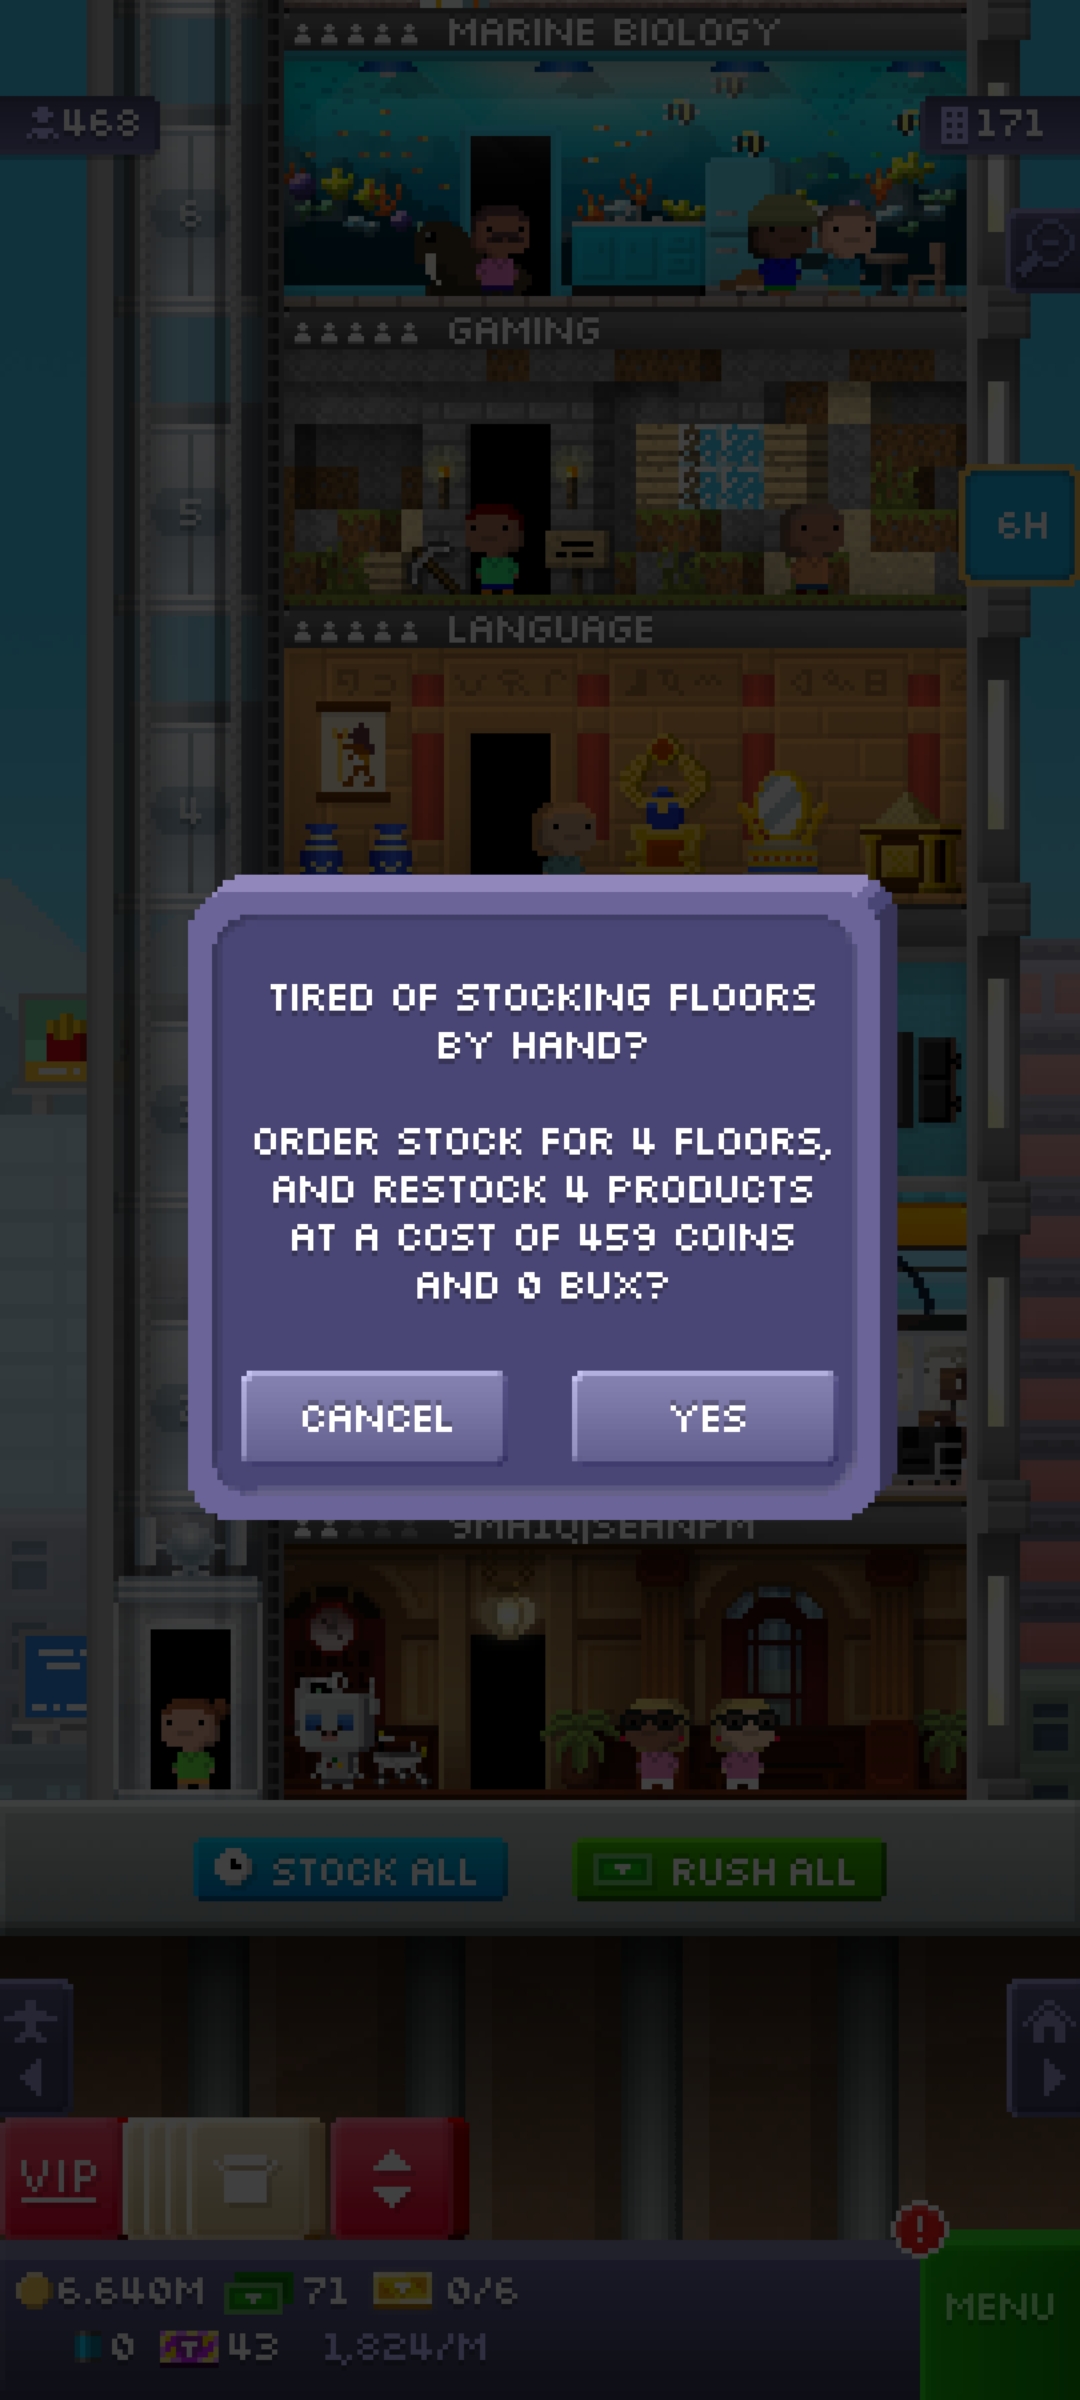 MARINE BIOLOGY
468
171
6
GAMING
5
6H
LANGUAGE
4
TIRED OF STOCKING FLOORS
BY HAND?
ORDER STOCK FOR 4 FLOORS,
AND RESTOCK 4 PRODUCTS
AT A COST OF 459 COINS
AND 0 BUX?
CANCEL
YES
9MA1Q|SEANPM
STOCK ALL
RUSH ALL
VIP
6.640M
71
0/6
MENU
0
43
1,824/M